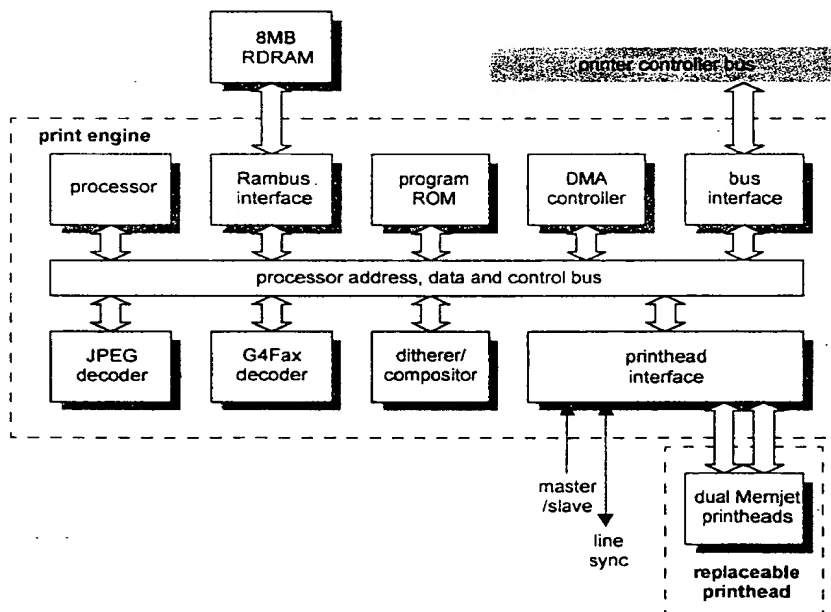 8MB
RDRAM
printer controller bus
print engine
processor
Rambus
interface
program
ROM
DMA
controller
bus
interface
processor address, data and control bus
JPEG
decoder
G4Fax
decoder
ditherer/
compositor
printhead
interface
master
/slave
line
sync
dual Memjet
printheads
replaceable
printhead